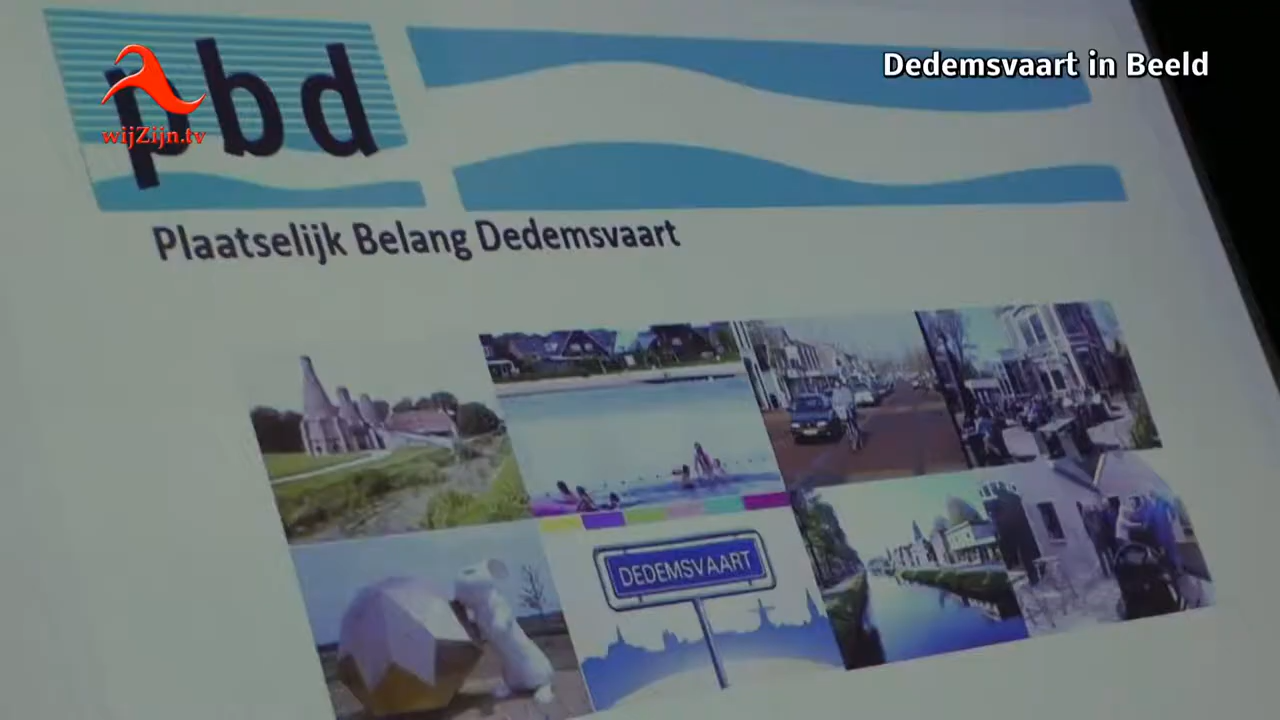 pbd
wijZijn.tv
Dedemsvaart in Beeld
Plaatselijk Belang Dedemsvaart
DEDEMSVAART